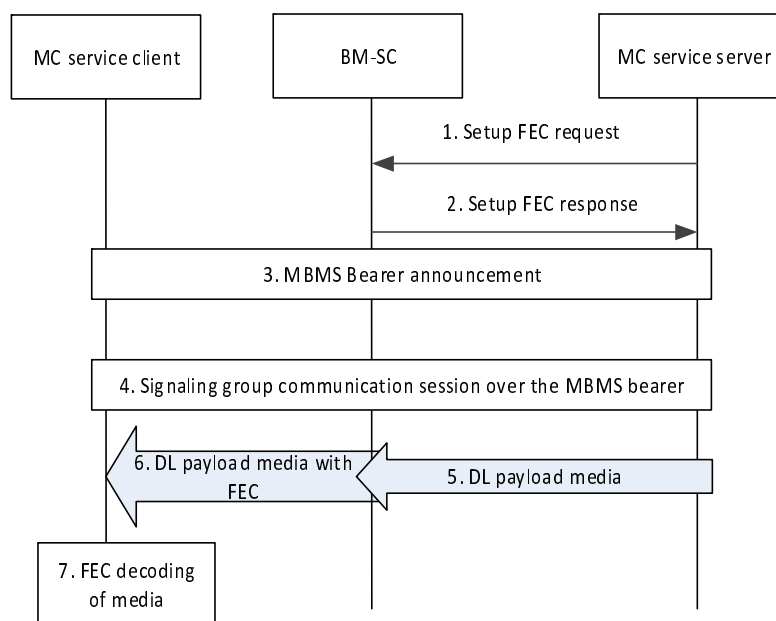 MC service client
BM-SC
MC service server
1. Setup FEC request
2. Setup FEC response
3. MBMS Bearer announcement
4. Signaling group communication session over the MBMS bearer
6. DL payload media with
FEC
5. DL payload media
7. FEC decoding
of media